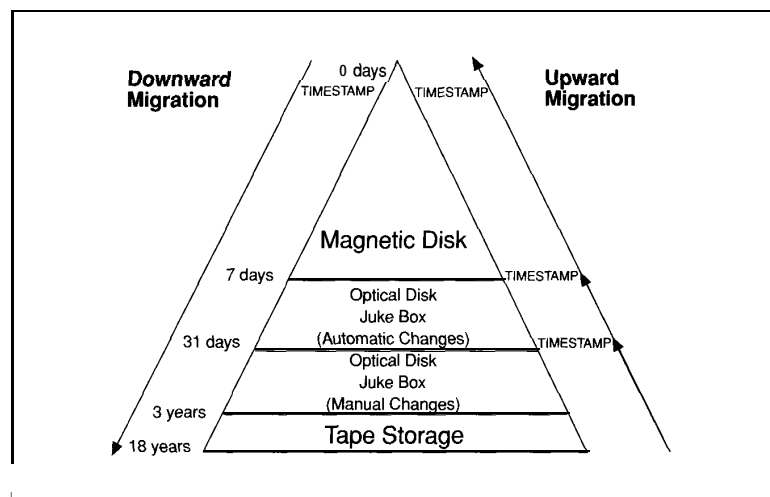 0 days
Downward
Migration
TIMESTAMP
TIMESTAMP
Upward
Migration
Magnetic Disk
7 days
TIMESTAMP
Optical Disk
Juke Box
31 days
(Automatic Changes)
TIMESTAMP
Optical Disk
Juke Box
3 years
(Manual Changes)
18 years
Tape Storage